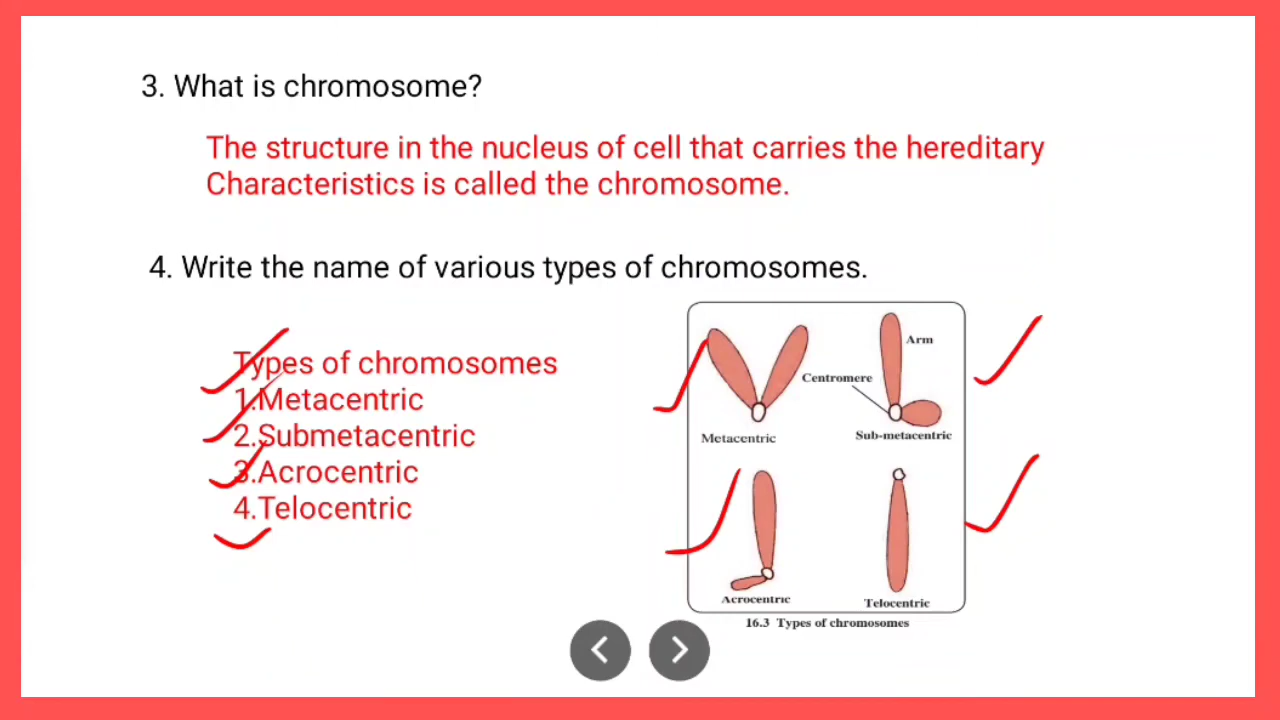 3. What is chromosome?
The structure in the nucleus of cell that carries the hereditary
Characteristics is called the chromosome.
4. Write the name of various types of chromosomes.
Types of chromosomes
1.Metacentric
2.Submetacentric
3.Acrocentric
4.Telocentric
Arm
Centromere
Metacentric
Sub-metacentric
Acrocentric
Telocentric
16.3 Types of chromosomes